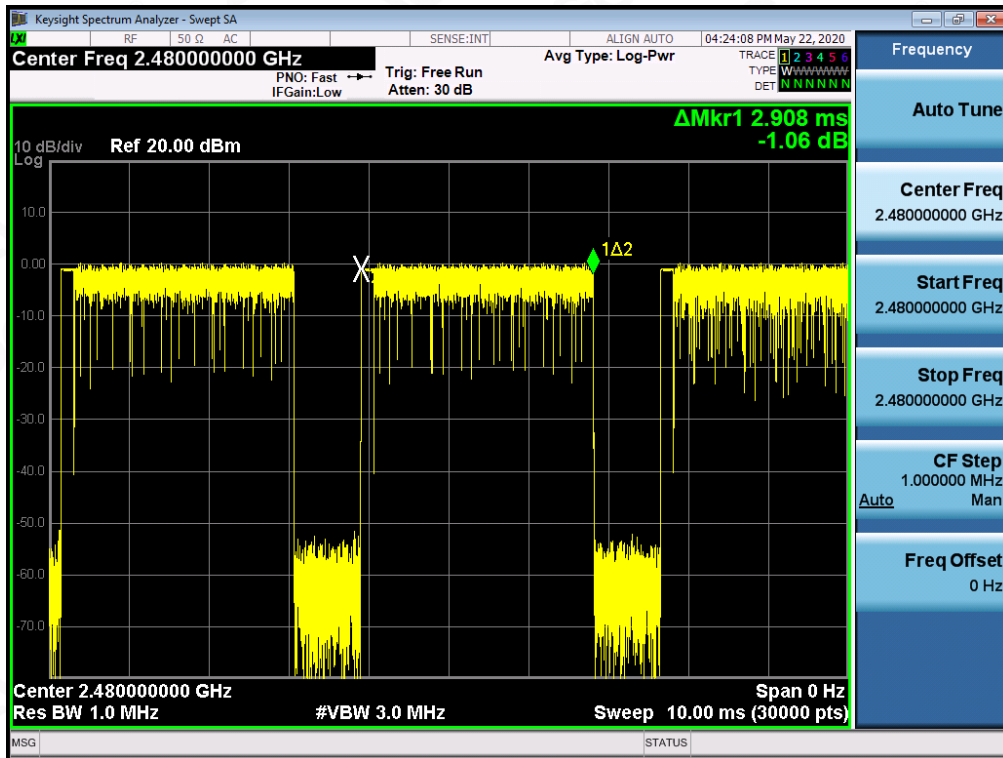 Keysight Spectrum Analyzer - Swept SA
LXI RF 50 Ω AC SENSE:INT ALIGN AUTO 04:24:08 PM May 22, 2020
Center Freq 2.480000000 GHz
PNO: Fast
IFGain:Low
Trig: Free Run
Atten: 30 dB
Avg Type: Log-Pwr
TRACE 1 2 3 4 5 6
TYPE WWWWWW
DET N N N N N N
ΔMkr1 2.908 ms
-1.06 dB
10 dB/div Ref 20.00 dBm
Log
10.0
0.00
-10.0
-20.0
-30.0
-40.0
-50.0
-60.0
-70.0
1Δ2
X
Center 2.480000000 GHz Span 0 Hz
Res BW 1.0 MHz #VBW 3.0 MHz Sweep 10.00 ms (30000 pts)
MSG STATUS
Frequency
Auto Tune
Center Freq
2.480000000 GHz
Start Freq
2.480000000 GHz
Stop Freq
2.480000000 GHz
CF Step
1.000000 MHz
Auto Man
Freq Offset
0 Hz